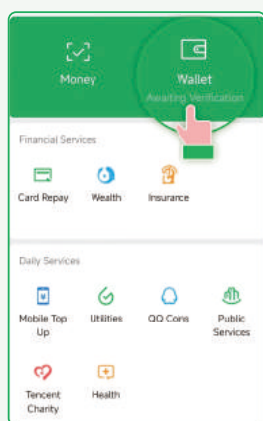 Money Wallet
Awaiting Verification
Financial Services
Card Repay Wealth Insurance
Daily Services
Mobile Top Up Utilities QQ Coins Public Services
Tencent Charity Health